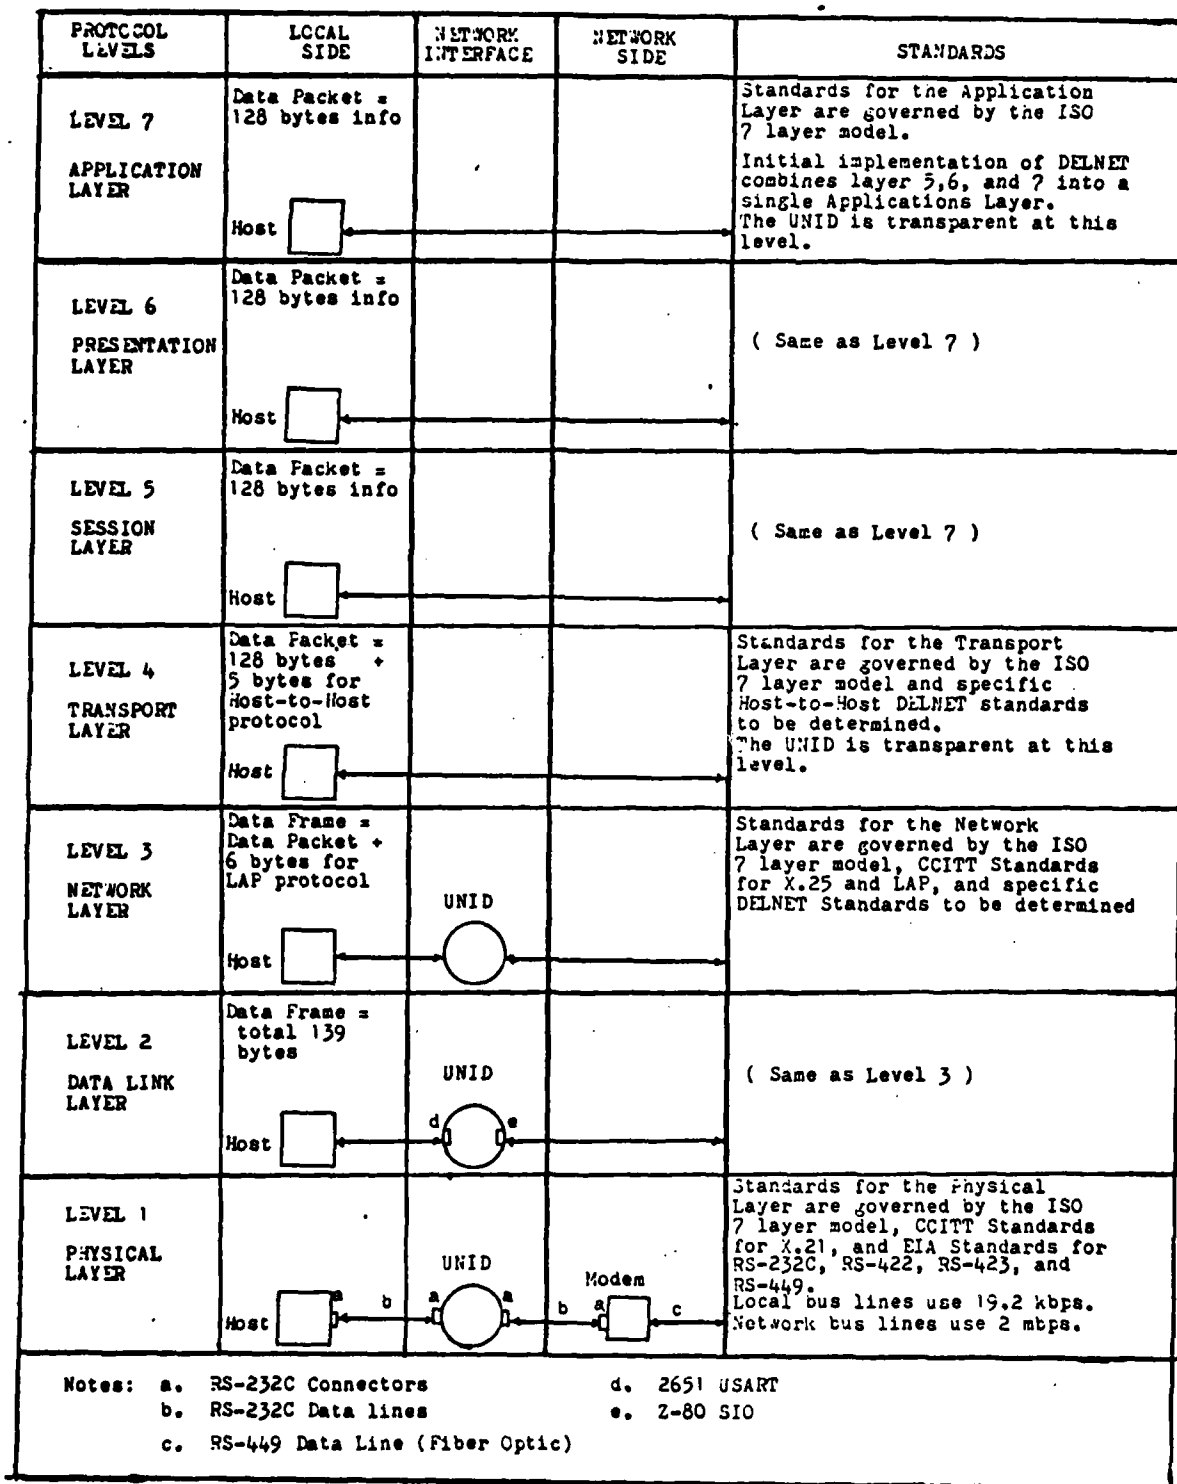 PROTOCOL LEVELS
LOCAL SIDE
NETWORK INTERFACE
NETWORK SIDE
STANDARDS
LEVEL 7
APPLICATION
LAYER
Data Packet =
128 bytes info
Host
Standards for the Application
Layer are governed by the ISO
7 layer model.
Initial implementation of DELNET
combines layer 5,6, and 7 into a
single Applications Layer.
The UNID is transparent at this
level.
LEVEL 6
PRESENTATION
LAYER
Data Packet =
128 bytes info
Host
( Same as Level 7 )
LEVEL 5
SESSION
LAYER
Data Packet =
128 bytes info
Host
( Same as Level 7 )
LEVEL 4
TRANSPORT
LAYER
Data Packet =
128 bytes +
5 bytes for
Host-to-Host
protocol
Host
Standards for the Transport
Layer are governed by the ISO
7 layer model and specific
Host-to-Host DELNET standards
to be determined.
The UNID is transparent at this
level.
LEVEL 3
NETWORK
LAYER
Data Frame =
Data Packet +
6 bytes for
LAP protocol
Host
UNID
Standards for the Network
Layer are governed by the ISO
7 layer model, CCITT Standards
for X.25 and LAP, and specific
DELNET Standards to be determined
LEVEL 2
DATA LINK
LAYER
Data Frame =
total 139
bytes
Host
UNID
d
e
( Same as Level 3 )
LEVEL 1
PHYSICAL
LAYER
Host
a
b
UNID
a
a
b
Modem
a
c
Standards for the Physical
Layer are governed by the ISO
7 layer model, CCITT Standards
for X.21, and EIA Standards for
RS-232C, RS-422, RS-423, and
RS-449.
Local bus lines use 19.2 kbps.
Network bus lines use 2 mbps.
Notes: a. RS-232C Connectors
b. RS-232C Data lines
c. RS-449 Data Line (Fiber Optic)
d. 2651 USART
e. Z-80 SIO